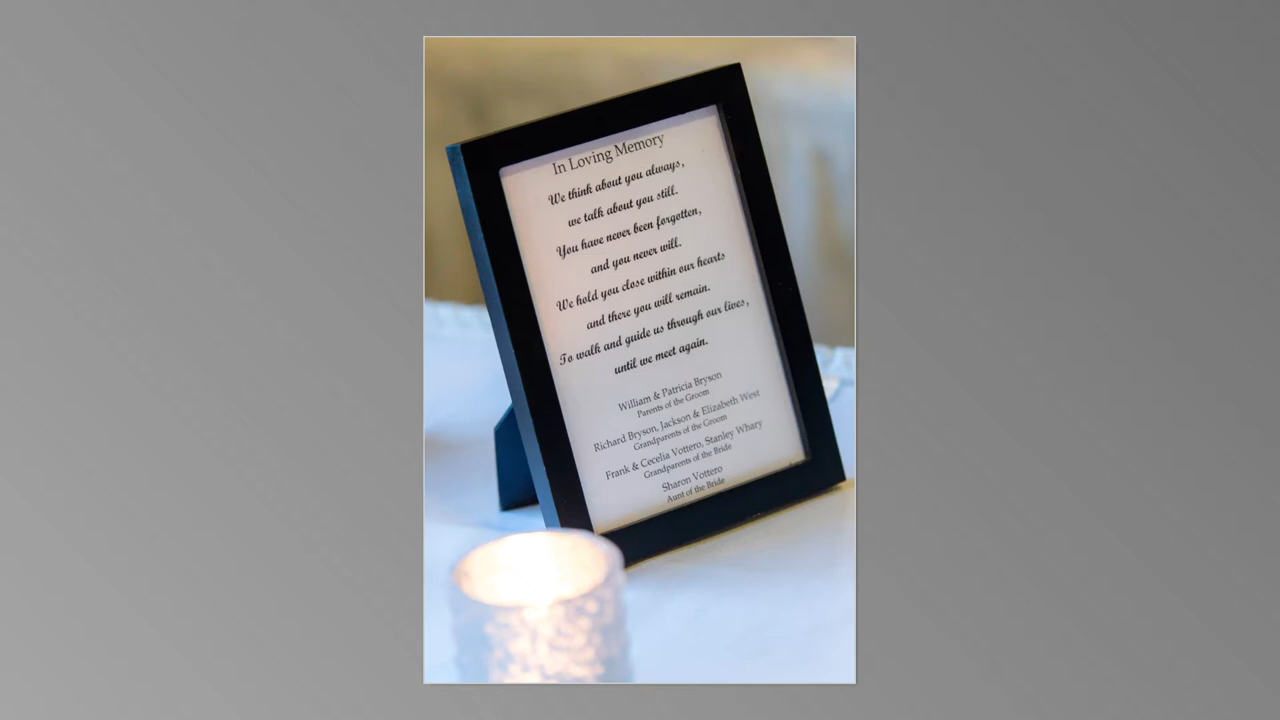 In Loving Memory
We think about you always,
we talk about you still.
You have never been forgotten,
and you never will.
We hold you close within our hearts
and there you will remain.
To walk and guide us through our lives,
until we meet again.
William & Patricia Bryson
Parents of the Groom
Richard Bryson, Jackson & Elizabeth West
Grandparents of the Groom
Frank & Cecelia Vottero, Stanley Whary
Grandparents of the Bride
Sharon Vottero
Aunt of the Bride